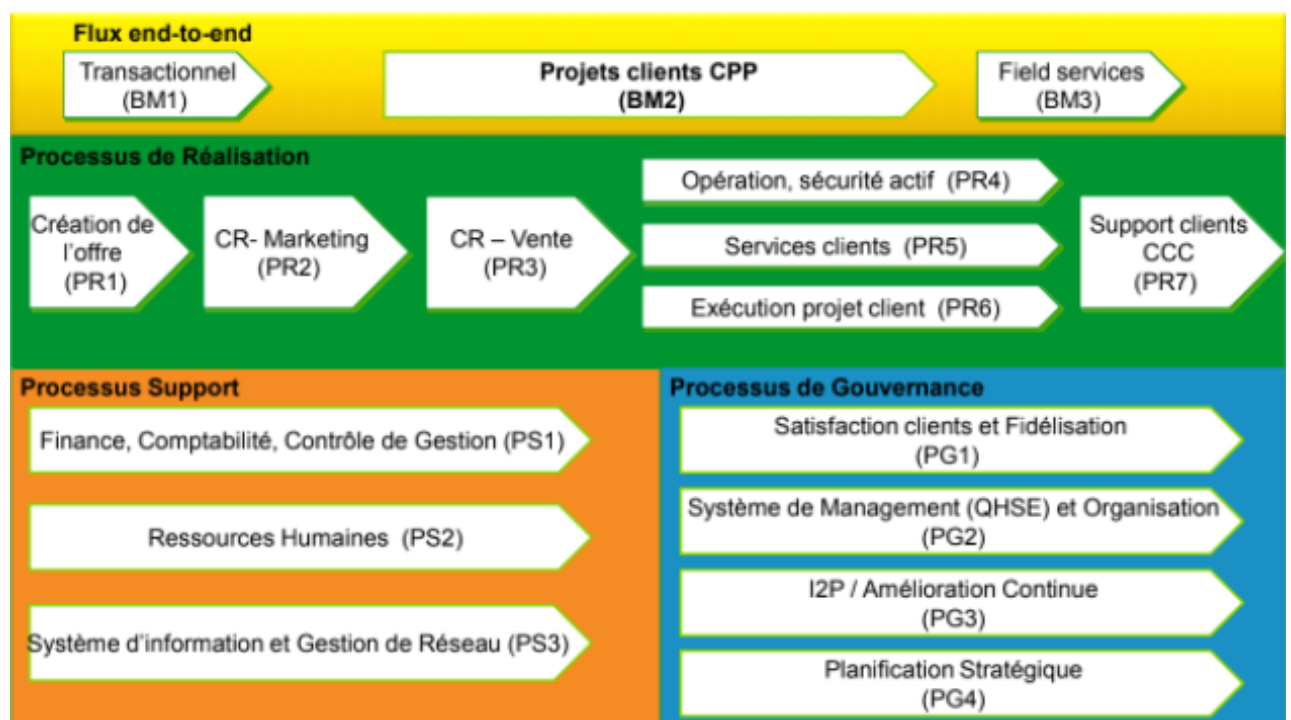 Flux end-to-end
Transactionnel
(BM1)
Projets clients CPP
(BM2)
Field services
(BM3)
Processus de Réalisation
Création de
l'offre
(PR1)
CR- Marketing
(PR2)
CR – Vente
(PR3)
Opération, sécurité actif (PR4)
Services clients (PR5)
Exécution projet client (PR6)
Support clients
CCC
(PR7)
Processus Support
Finance, Comptabilité, Contrôle de Gestion (PS1)
Ressources Humaines (PS2)
Système d'information et Gestion de Réseau (PS3)
Processus de Gouvernance
Satisfaction clients et Fidélisation
(PG1)
Système de Management (QHSE) et Organisation
(PG2)
I2P / Amélioration Continue
(PG3)
Planification Stratégique
(PG4)